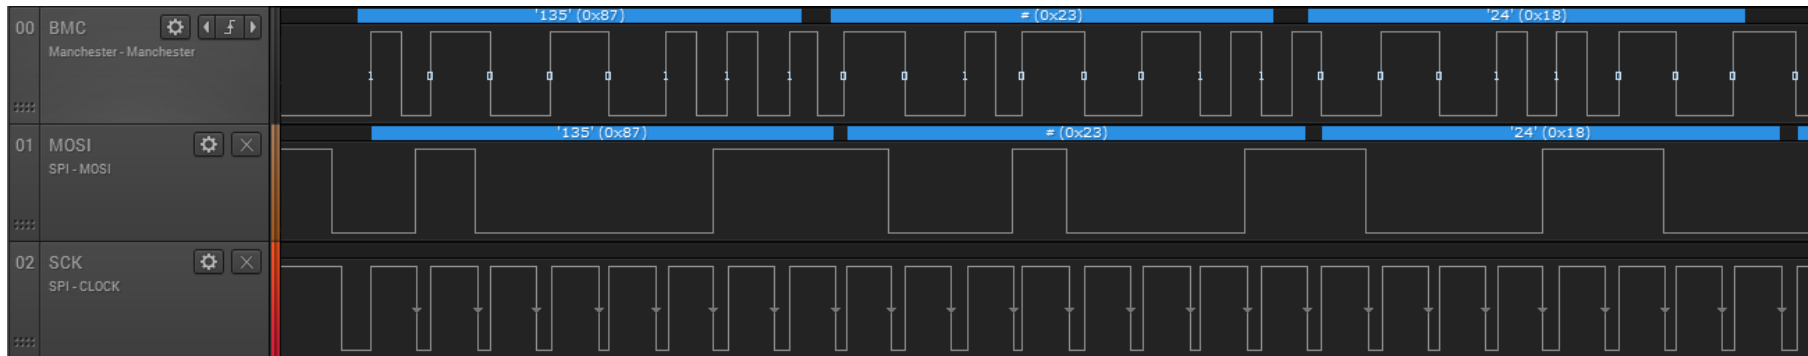 '135' (0x87) # (0x23) '24' (0x18)
00 BMC
Manchester - Manchester
1 0 0 0 0 1 1 1 0 0 1 0 0 0 1 1 0 0 0 1 1 0 0 0 0
'135' (0x87) # (0x23) '24' (0x18)
01 MOSI
SPI - MOSI
02 SCK
SPI - CLOCK